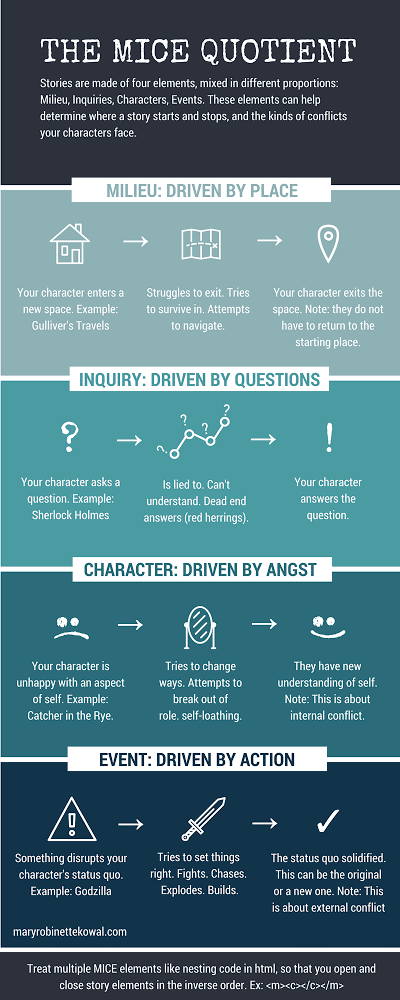 THE MICE QUOTIENT
Stories are made of four elements, mixed in different proportions:
Milieu, Inquiries, Characters, Events. These elements can help
determine where a story starts and stops, and the kinds of conflicts
your characters face.
MILIEU: DRIVEN BY PLACE
Your character enters a
new space. Example:
Gulliver's Travels
Struggles to exit. Tries
to survive in. Attempts
to navigate.
Your character exits the
space. Note: they do not
have to return to the
starting place.
INQUIRY: DRIVEN BY QUESTIONS
?
? ? ?
!
Your character asks a
question. Example:
Sherlock Holmes
Is lied to. Can't
understand. Dead end
answers (red herrings).
Your character
answers the
question.
CHARACTER: DRIVEN BY ANGST
Your character is
unhappy with an aspect
of self. Example:
Catcher in the Rye.
Tries to change
ways. Attempts to
break out of
role. self-loathing.
They have new
understanding of self.
Note: This is about
internal conflict.
EVENT: DRIVEN BY ACTION
!
Something disrupts your
character's status quo.
Example: Godzilla
Tries to set things
right. Fights. Chases.
Explodes. Builds.
The status quo solidified.
This can be the original
or a new one. Note: This
is about external conflict
maryrobinettekowal.com
Treat multiple MICE elements like nesting code in html, so that you open and
close story elements in the inverse order. Ex: <m><c></c></m>